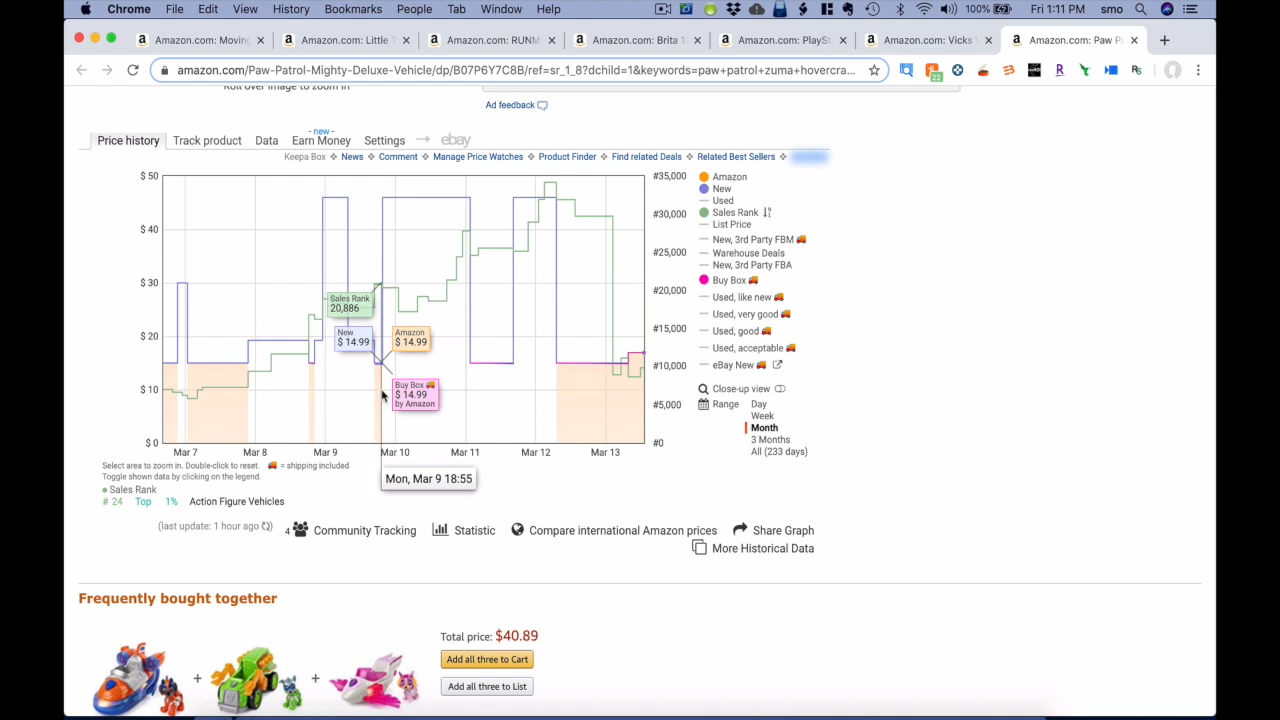 Chrome File Edit View History Bookmarks People Tab Window Help 100% Fri 1:11 PM smo
Amazon.com: Movin Amazon.com: Little T Amazon.com: RUNM Amazon.com: Brita 1 Amazon.com: PlaySt Amazon.com: Vicks Amazon.com: Paw P
amazon.com/Paw-Patrol-Mighty-Deluxe-Vehicle/dp/B07P6Y7C8B/ref=sr_1_8?dchild=1&keywords=paw+patrol+zuma+hovercra...
22
Roll over image to zoom in
Ad feedback
- new -
Price history Track product Data Earn Money Settings → ebay
Keepa Box News Comment Manage Price Watches Product Finder Find related Deals Related Best Sellers
$ 50
$ 40
$ 30
$ 20
$ 10
$ 0
#35,000
#30,000
#25,000
#20,000
#15,000
#10,000
#5,000
#0
Sales Rank
20,886
New
$ 14.99
Amazon
$ 14.99
Buy Box
$ 14.99
by Amazon
Mar 7 Mar 8 Mar 9 Mar 10 Mar 11 Mar 12 Mar 13
Mon, Mar 9 18:55
Amazon
New
Used
Sales Rank
List Price
New, 3rd Party FBM
Warehouse Deals
New, 3rd Party FBA
Buy Box
Used, like new
Used, very good
Used, good
Used, acceptable
eBay New
Close-up view
Range
Day
Week
Month
3 Months
All (233 days)
Select area to zoom in. Double-click to reset. = shipping included
Toggle shown data by clicking on the legend.
Sales Rank
# 24 Top 1% Action Figure Vehicles
(last update: 1 hour ago )
4 Community Tracking Statistic Compare international Amazon prices Share Graph
More Historical Data
Frequently bought together
Total price: $40.89
+ +
Add all three to Cart
Add all three to List